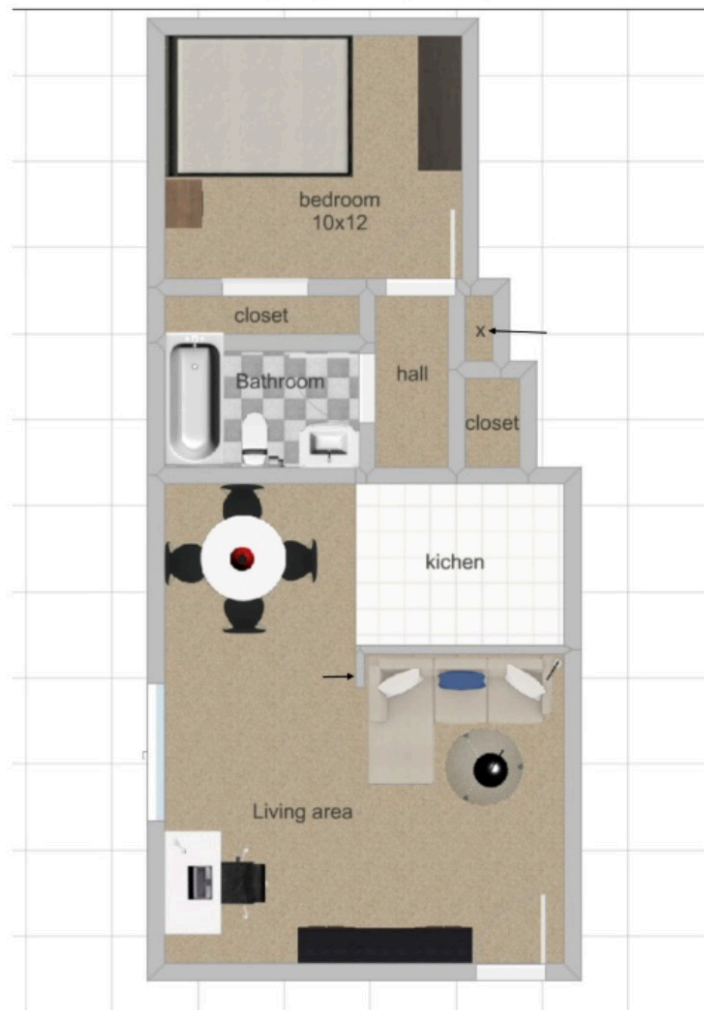 bedroom
10x12
closet
x
Bathroom
hall
closet
kichen
Living area